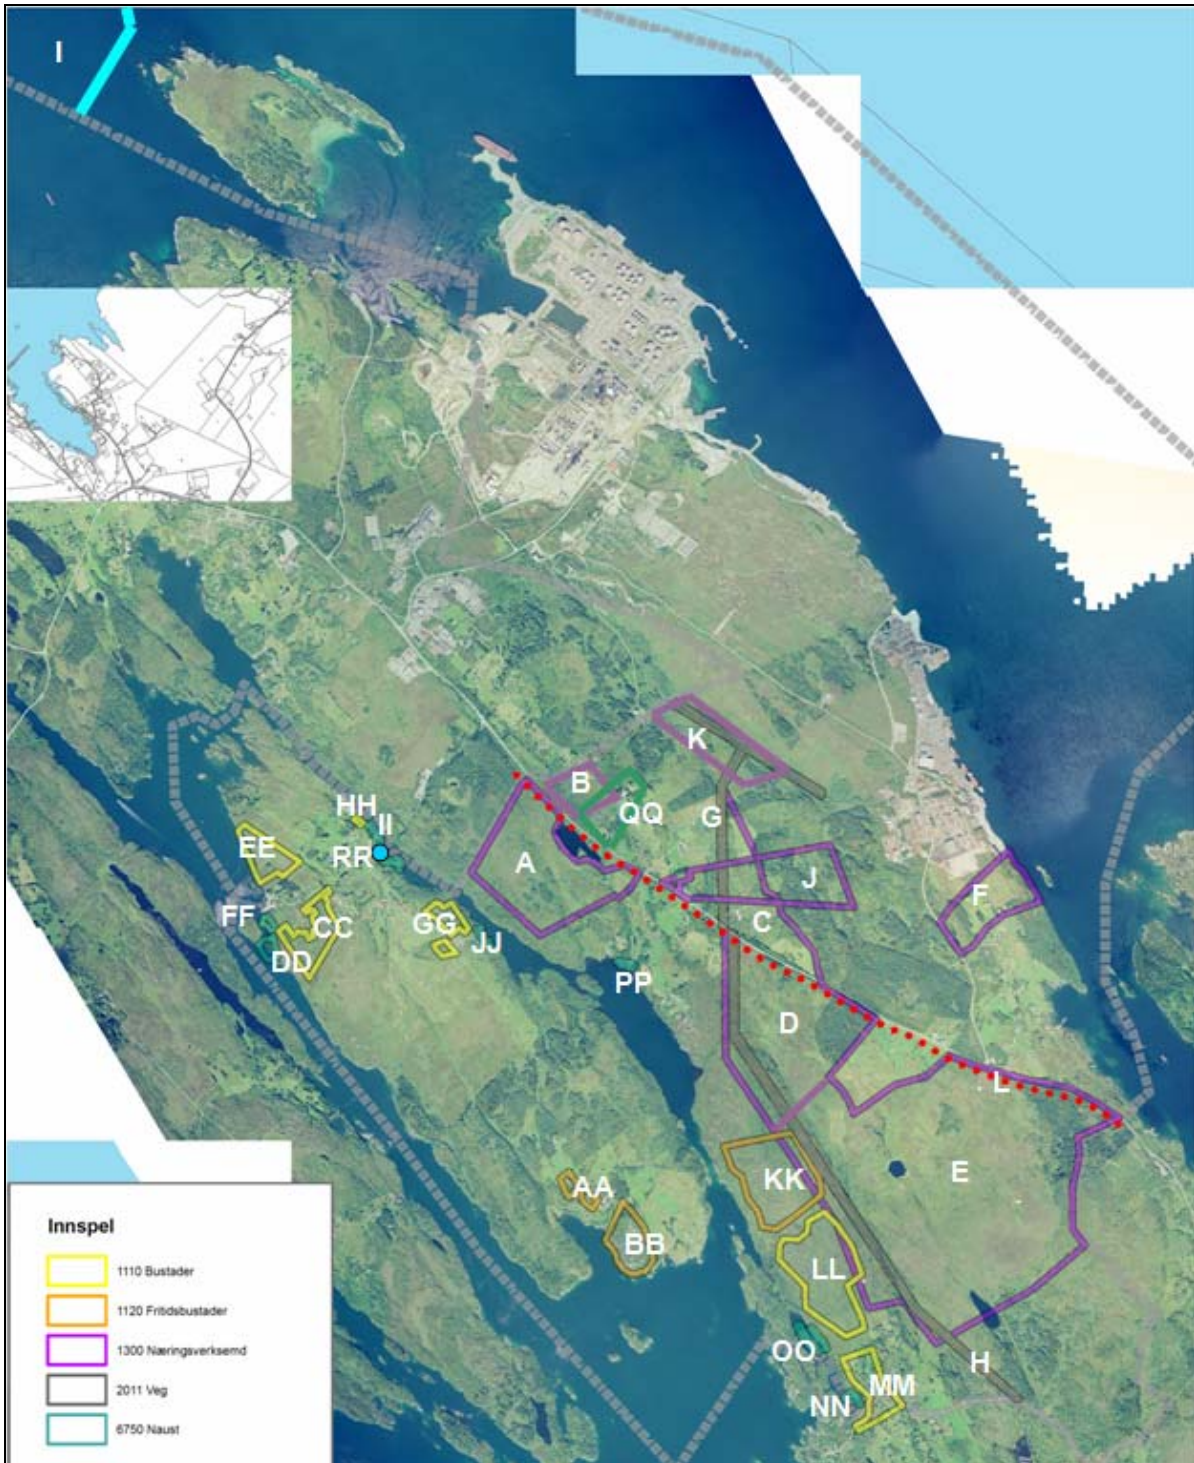 I
K
B
QQ
G
HH
II
RR
EE
A
J
F
FF
CC
GG
C
JJ
DD
PP
D
L
AA
KK
E
BB
LL
OO
H
MM
NN
Innspel
1110 Bustader
1120 Fritidsbustader
1300 Næringsverksemd
2011 Veg
6750 Naust